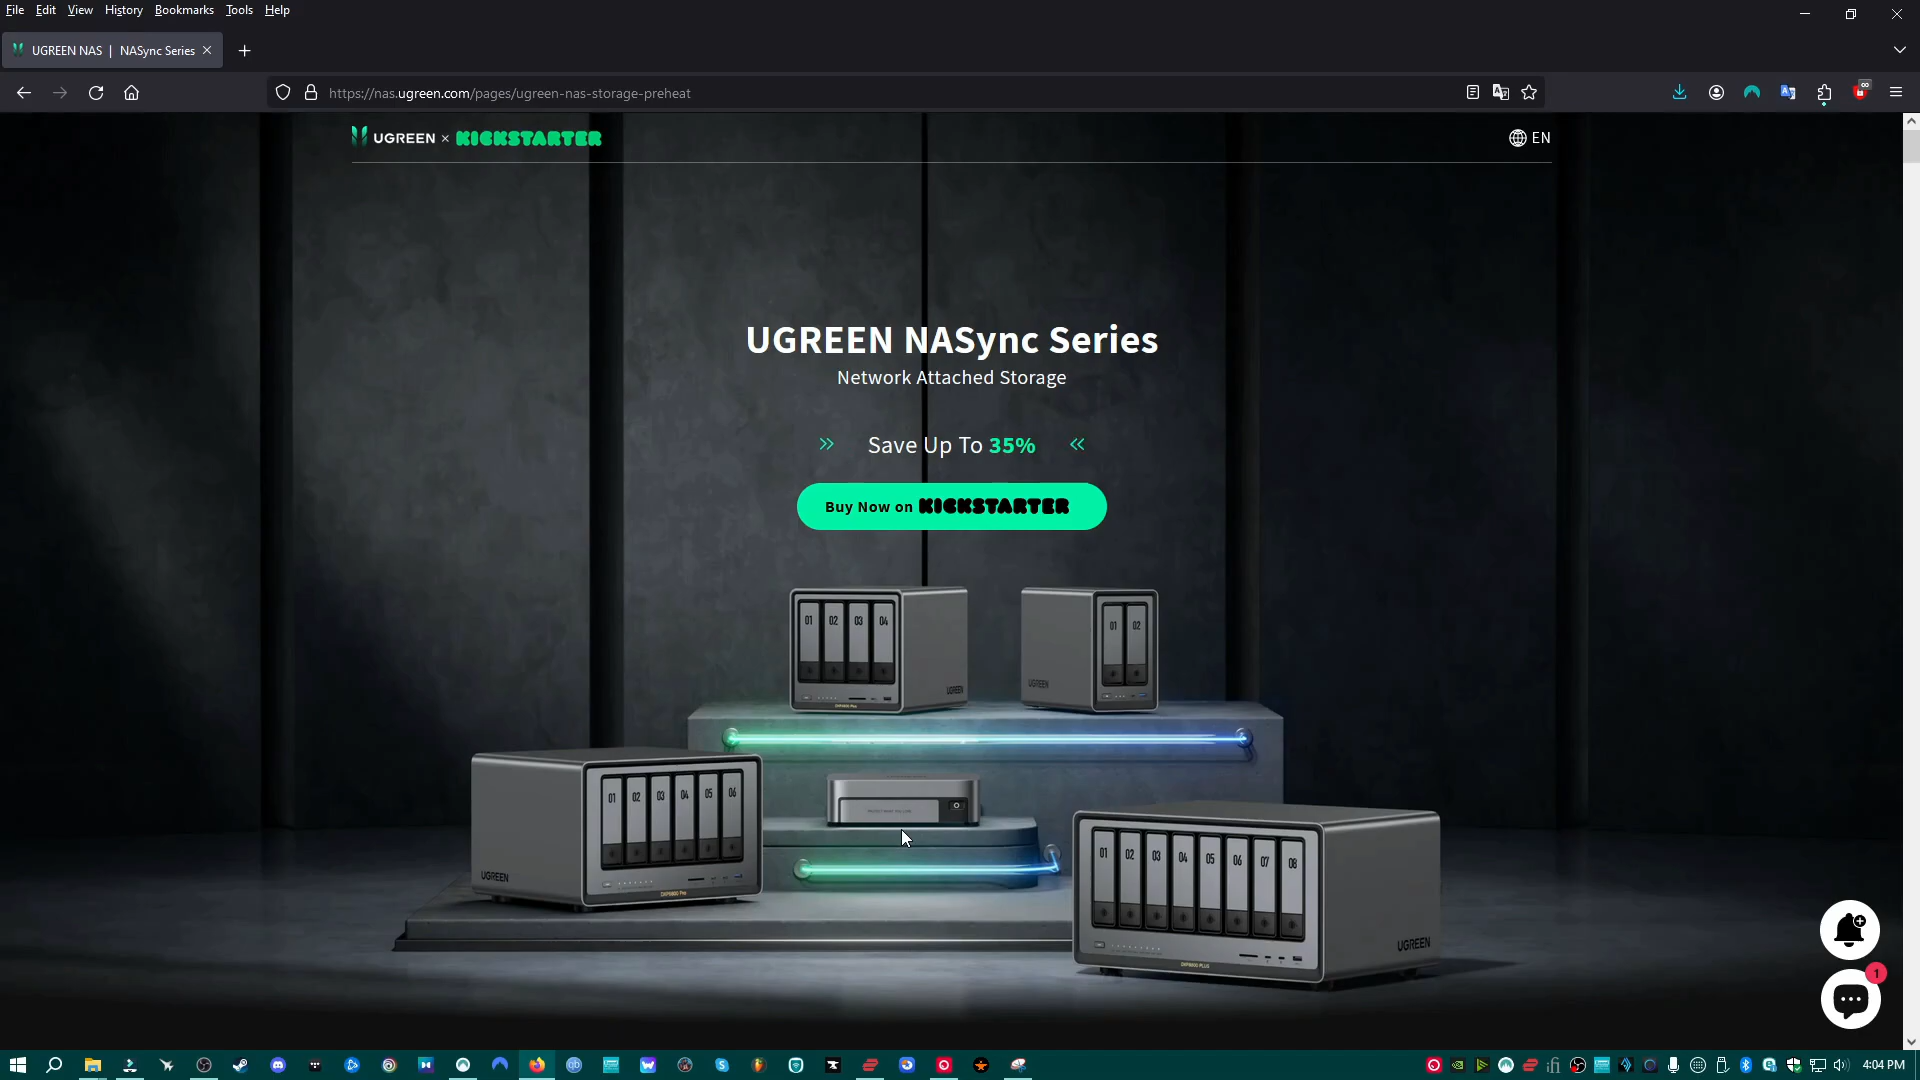 File Edit View History Bookmarks Tools Help
UGREEN NAS | NASync Series
https://nas.ugreen.com/pages/ugreen-nas-storage-preheat
UGREEN × KICKSTARTER
EN
UGREEN NASync Series
Network Attached Storage
Save Up To 35%
Buy Now on KICKSTARTER
01 02 03 04
UGREEN
01 02
UGREEN
01 02 03 04 05 06
UGREEN
01 02 03 04 05 06 07 08
UGREEN
1
4:04 PM